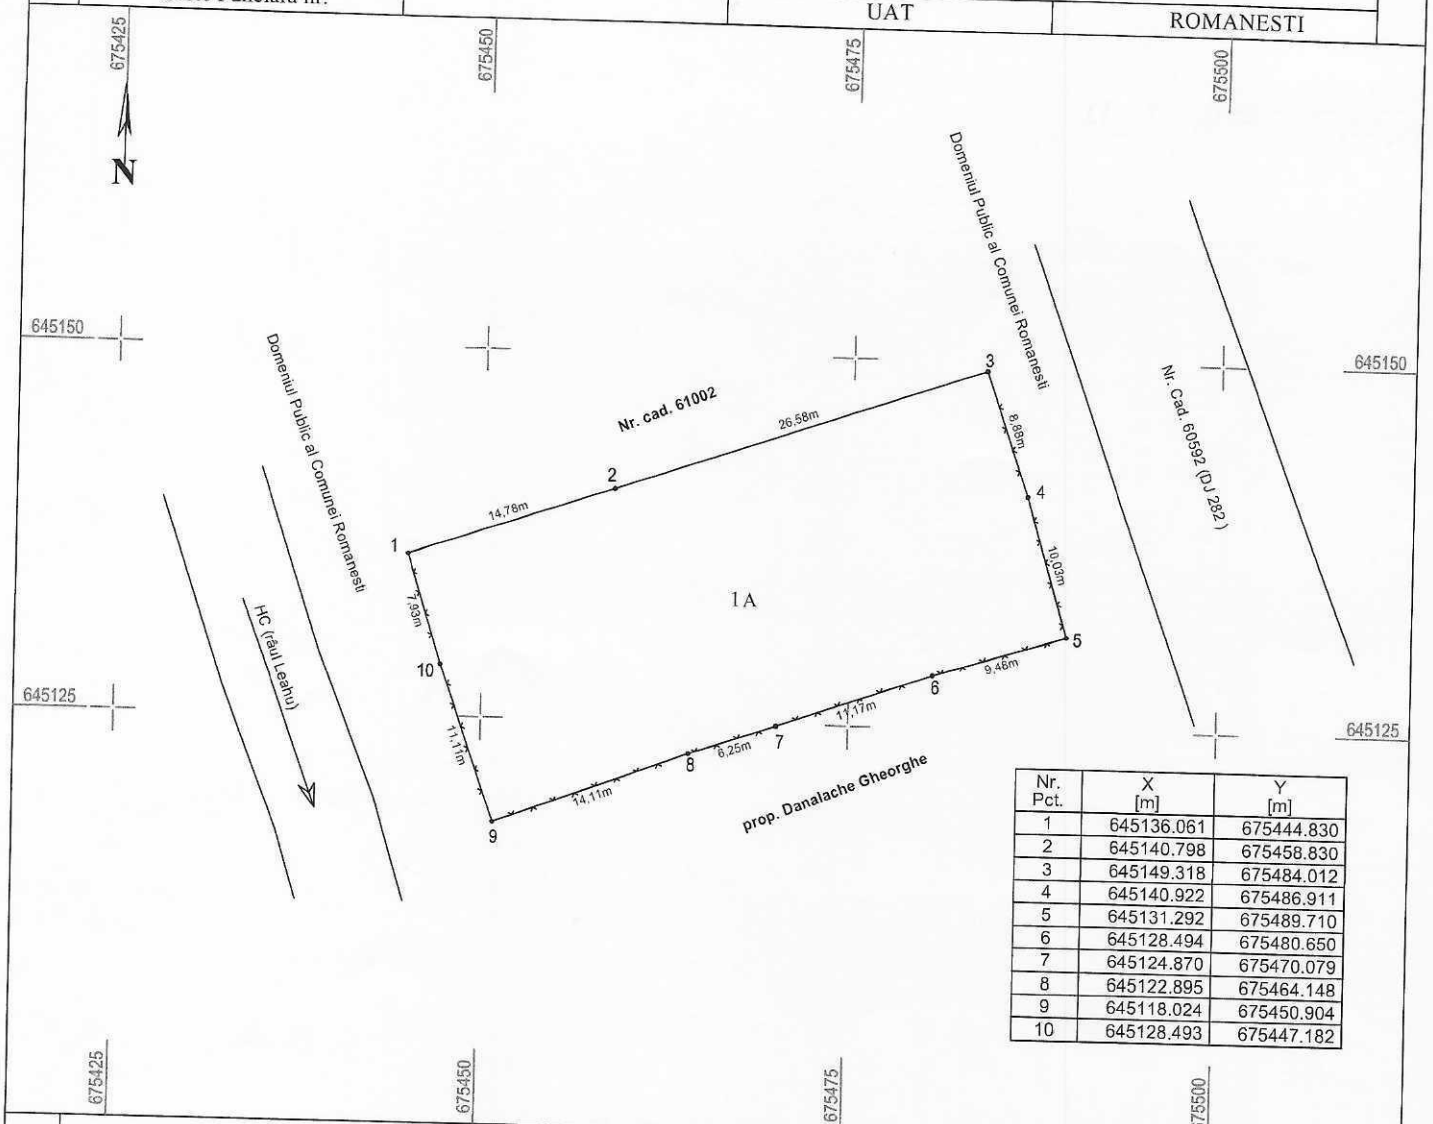 UAT
ROMANESTI
675425
675450
675475
675500
N
Domeniul Public al Comunei Romanesti
645150
Domeniul Public al Comunei Romanesti
645150
Nr. cad. 61002
26,58m
3
8,88m
Nr. Cad. 60592 (DJ 282 )
2
14,78m
4
1
10,03m
7,93m
1A
HC (râul Leahu)
10
5
9,48m
6
645125
11,17m
645125
11,11m
7
6,25m
8
14,11m
prop. Danalache Gheorghe
9
Nr. Pct. X [m] Y [m]
1 645136.061 675444.830
2 645140.798 675458.830
3 645149.318 675484.012
4 645140.922 675486.911
5 645131.292 675489.710
6 645128.494 675480.650
7 645124.870 675470.079
8 645122.895 675464.148
9 645118.024 675450.904
10 645128.493 675447.182
675425
675450
675475